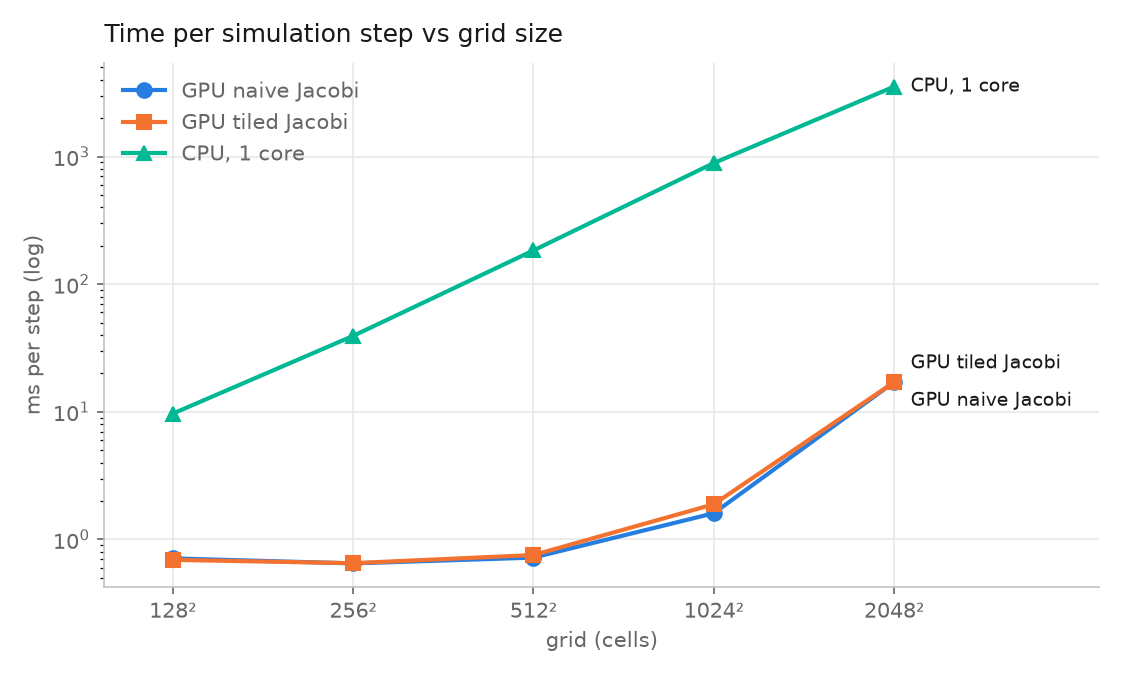 Time per simulation step vs grid size
GPU naive Jacobi
GPU tiled Jacobi
CPU, 1 core
CPU, 1 core
GPU tiled Jacobi
GPU naive Jacobi
ms per step (log)
10³
10²
10¹
10⁰
128² 256² 512² 1024² 2048²
grid (cells)